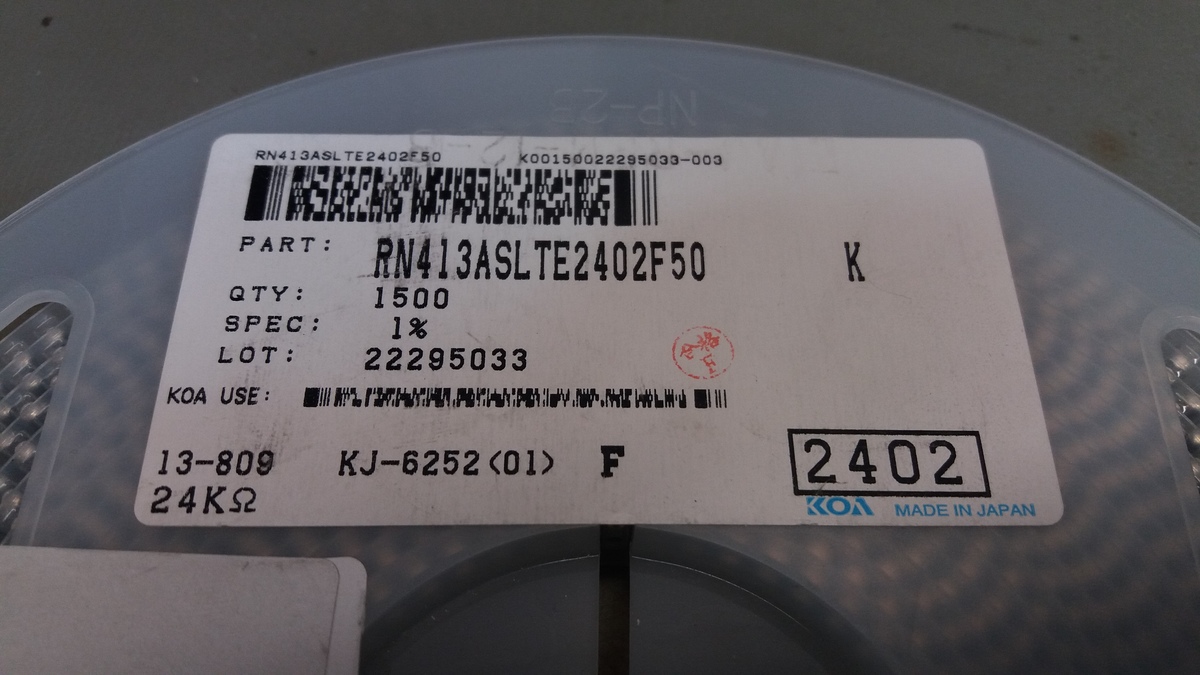 NP-2B
RN413ASLTE2402F50 K00150022295033-003
PART: RN413ASLTE2402F50 K
QTY: 1500
SPEC: 1%
LOT: 22295033
KOA USE:
13-809 KJ-6252(01) F 2402
24KΩ
KOA MADE IN JAPAN